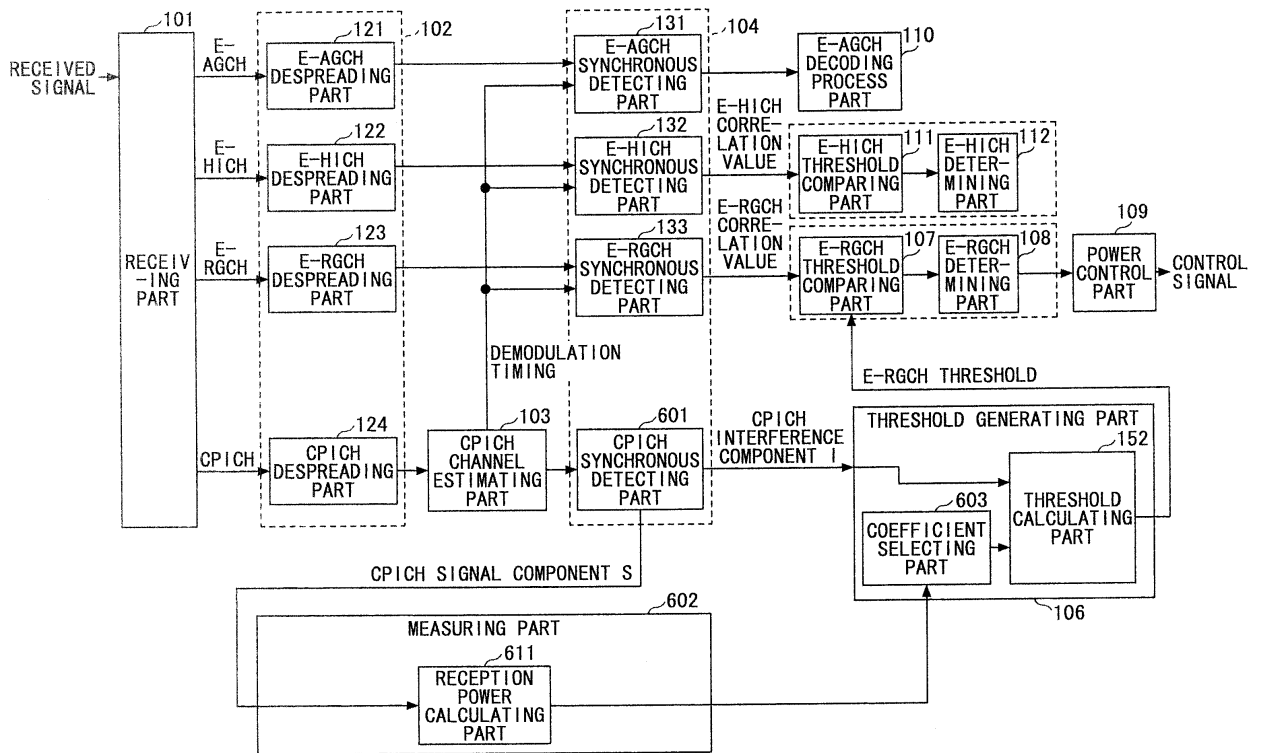 101
RECEIVED
SIGNAL
RECEIV-
-ING PART
E-
AGCH
E-
HICH
E-
RGCH
CPICH
102
121
E-AGCH
DESPREADING
PART
122
E-HICH
DESPREADING
PART
123
E-RGCH
DESPREADING
PART
124
CPICH
DESPREADING
PART
103
CPICH
CHANNEL
ESTIMATING
PART
DEMODULATION
TIMING
104
131
E-AGCH
SYNCHRONOUS
DETECTING
PART
132
E-HICH
SYNCHRONOUS
DETECTING
PART
133
E-RGCH
SYNCHRONOUS
DETECTING
PART
601
CPICH
SYNCHRONOUS
DETECTING
PART
110
E-AGCH
DECODING
PROCESS
PART
E-HICH
CORRE-
LATION
VALUE
111
E-HICH
THRESHOLD
COMPARING
PART
112
E-HICH
DETER-
MINING
PART
E-RGCH
CORRE-
LATION
VALUE
107
E-RGCH
THRESHOLD
COMPARING
PART
108
E-RGCH
DETER-
MINING
PART
109
POWER
CONTROL
PART
CONTROL
SIGNAL
E-RGCH THRESHOLD
CPICH
INTERFERENCE
COMPONENT I
THRESHOLD GENERATING PART
152
THRESHOLD
CALCULATING
PART
603
COEFFICIENT
SELECTING
PART
106
CPICH SIGNAL COMPONENT S
602
MEASURING PART
611
RECEPTION
POWER
CALCULATING
PART